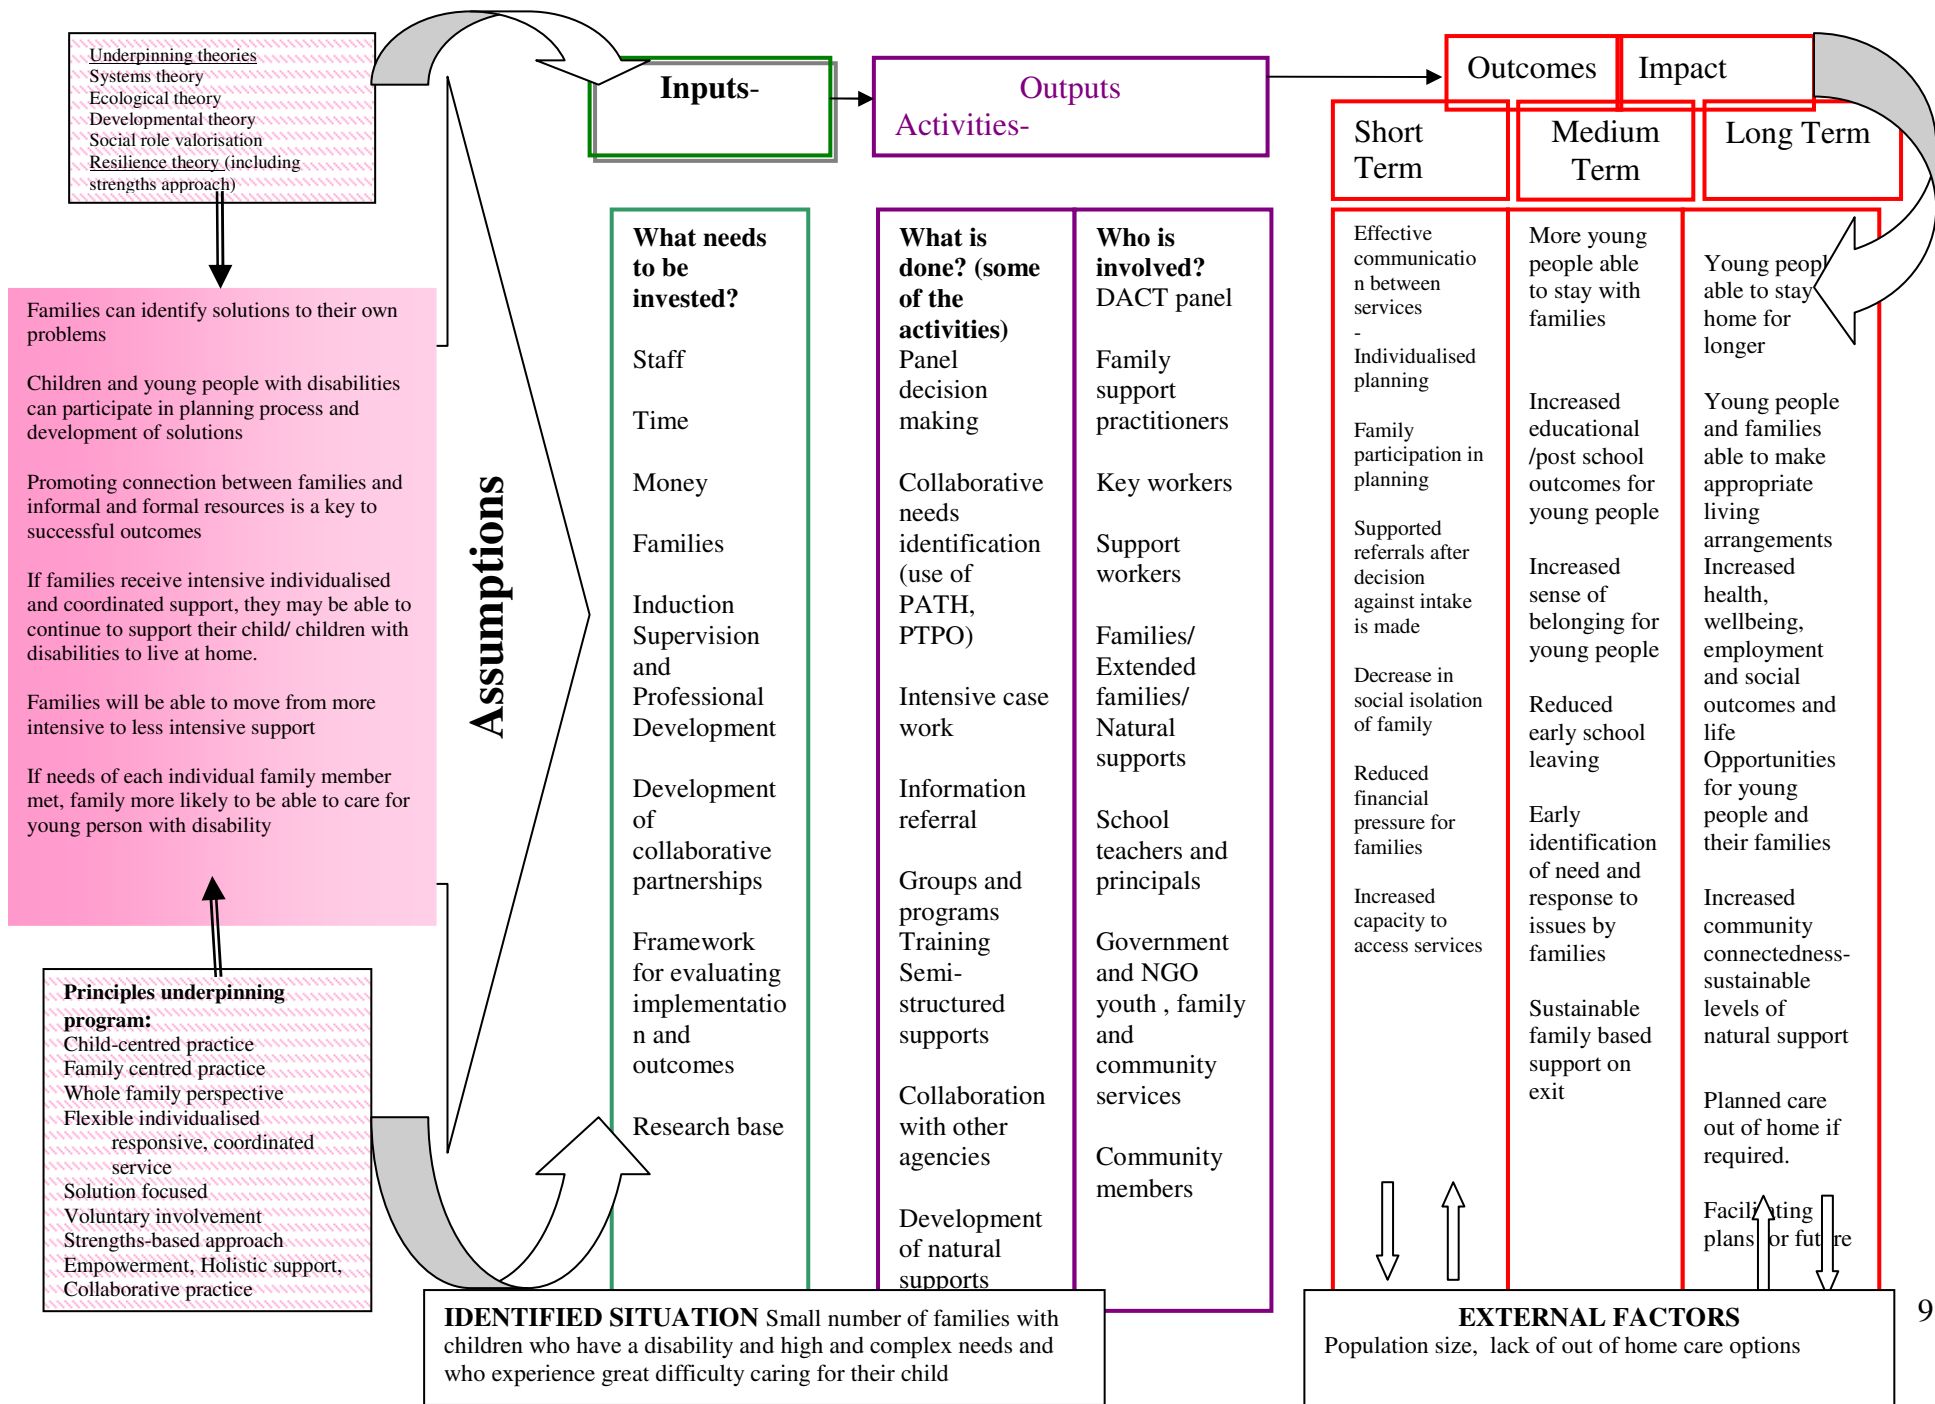 Underpinning theories
Systems theory
Ecological theory
Developmental theory
Social role valorisation
Resilience theory (including
strengths approach)
Families can identify solutions to their own
problems
Children and young people with disabilities
can participate in planning process and
development of solutions
Promoting connection between families and
informal and formal resources is a key to
successful outcomes
If families receive intensive individualised
and coordinated support, they may be able to
continue to support their child/ children with
disabilities to live at home.
Families will be able to move from more
intensive to less intensive support
If needs of each individual family member
met, family more likely to be able to care for
young person with disability
Principles underpinning
program:
Child-centred practice
Family centred practice
Whole family perspective
Flexible individualised
responsive, coordinated
service
Solution focused
Voluntary involvement
Strengths-based approach
Empowerment, Holistic support,
Collaborative practice
Assumptions
Inputs-
What needs
to be
invested?
Staff
Time
Money
Families
Induction
Supervision
and
Professional
Development
Development
of
collaborative
partnerships
Framework
for evaluating
implementatio
n and
outcomes
Research base
Outputs
Activities-
What is
done? (some
of the
activities)
Panel
decision
making
Collaborative
needs
identification
(use of
PATH,
PTPO)
Intensive case
work
Information
referral
Groups and
programs
Training
Semi-
structured
supports
Collaboration
with other
agencies
Development
of natural
supports
Who is
involved?
DACT panel
Family
support
practitioners
Key workers
Support
workers
Families/
Extended
families/
Natural
supports
School
teachers and
principals
Government
and NGO
youth , family
and
community
services
Community
members
Outcomes
Impact
Short
Term
Effective
communicatio
n between
services
-
Individualised
planning
Family
participation in
planning
Supported
referrals after
decision
against intake
is made
Decrease in
social isolation
of family
Reduced
financial
pressure for
families
Increased
capacity to
access services
Medium
Term
More young
people able
to stay with
families
Increased
educational
/post school
outcomes for
young people
Increased
sense of
belonging for
young people
Reduced
early school
leaving
Early
identification
of need and
response to
issues by
families
Sustainable
family based
support on
exit
Long Term
Young people
able to stay
home for
longer
Young people
and families
able to make
appropriate
living
arrangements
Increased
health,
wellbeing,
employment
and social
outcomes and
life
Opportunities
for young
people and
their families
Increased
community
connectedness-
sustainable
levels of
natural support
Planned care
out of home if
required.
Facilitating
plans for future
IDENTIFIED SITUATION Small number of families with
children who have a disability and high and complex needs and
who experience great difficulty caring for their child
EXTERNAL FACTORS
Population size, lack of out of home care options
9